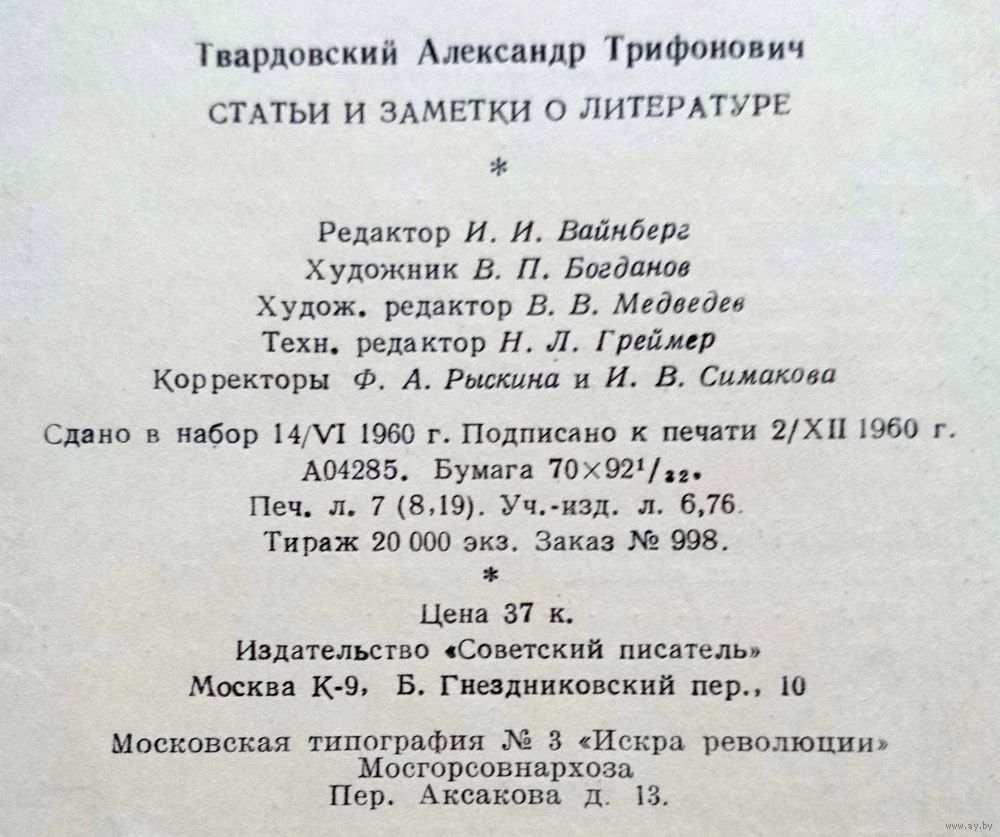 Твардовский Александр Трифонович
СТАТЬИ И ЗАМЕТКИ О ЛИТЕРАТУРЕ
*
Редактор И. И. Вайнберг
Художник В. П. Богданов
Худож. редактор В. В. Медведев
Техн. редактор Н. Л. Греймер
Корректоры Ф. А. Рыскина и И. В. Симакова
Сдано в набор 14/VI 1960 г. Подписано к печати 2/XII 1960 г.
А04285. Бумага 70×92¹/₃₂.
Печ. л. 7 (8,19). Уч.-изд. л. 6,76.
Тираж 20 000 экз. Заказ № 998.
*
Цена 37 к.
Издательство «Советский писатель»
Москва К-9, Б. Гнездниковский пер., 10
Московская типография № 3 «Искра революции»
Мосгорсовнархоза
Пер. Аксакова д. 13.
www.ay.by